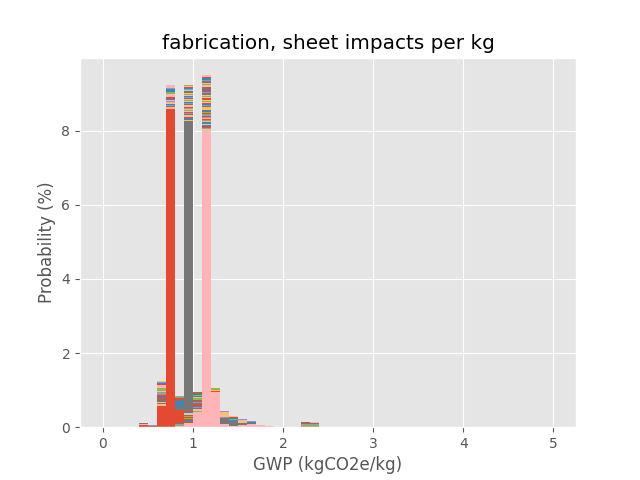 fabrication, sheet impacts per kg
Probability (%)
8
6
4
2
0
0 1 2 3 4 5
GWP (kgCO2e/kg)